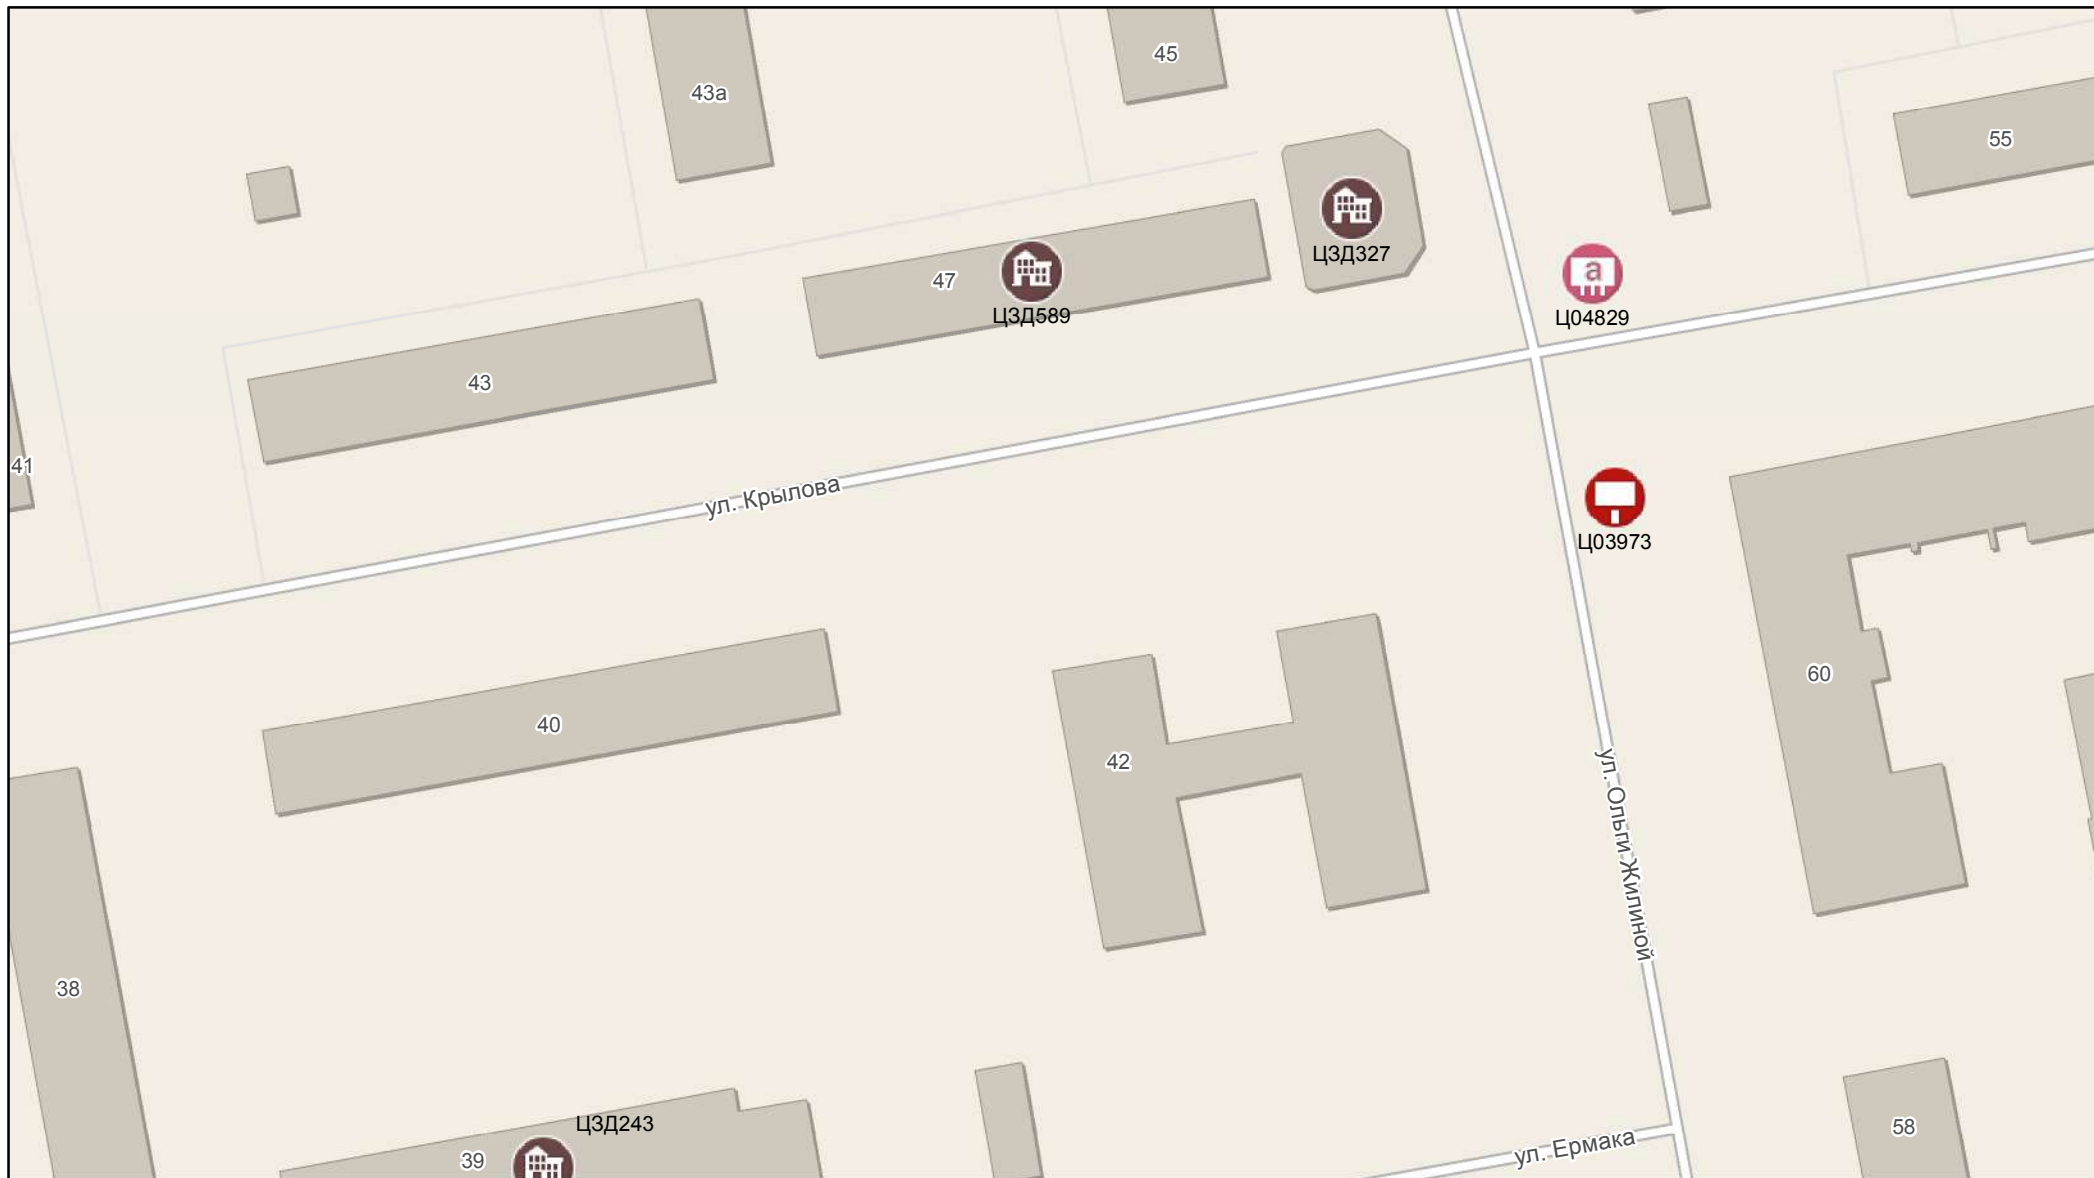 45
43а
55
ЦЗД327
47
ЦЗД589
a
Ц04829
43
41
ул. Крылова
Ц03973
60
40
42
ул. Ольги Жилиной
38
ЦЗД243
58
ул. Ермака
39